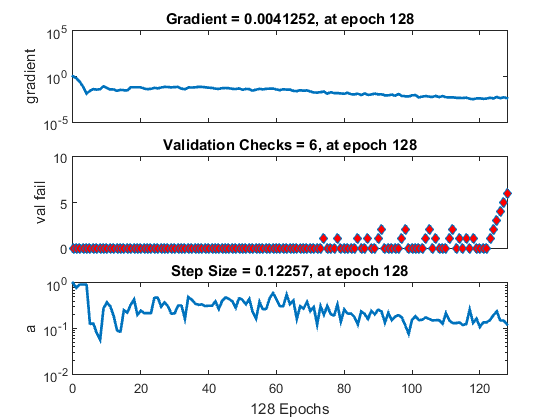 Gradient = 0.0041252, at epoch 128
10^5
10^0
10^-5
gradient
Validation Checks = 6, at epoch 128
10
5
0
val fail
Step Size = 0.12257, at epoch 128
10^0
10^-1
10^-2
a
0 20 40 60 80 100 120
128 Epochs